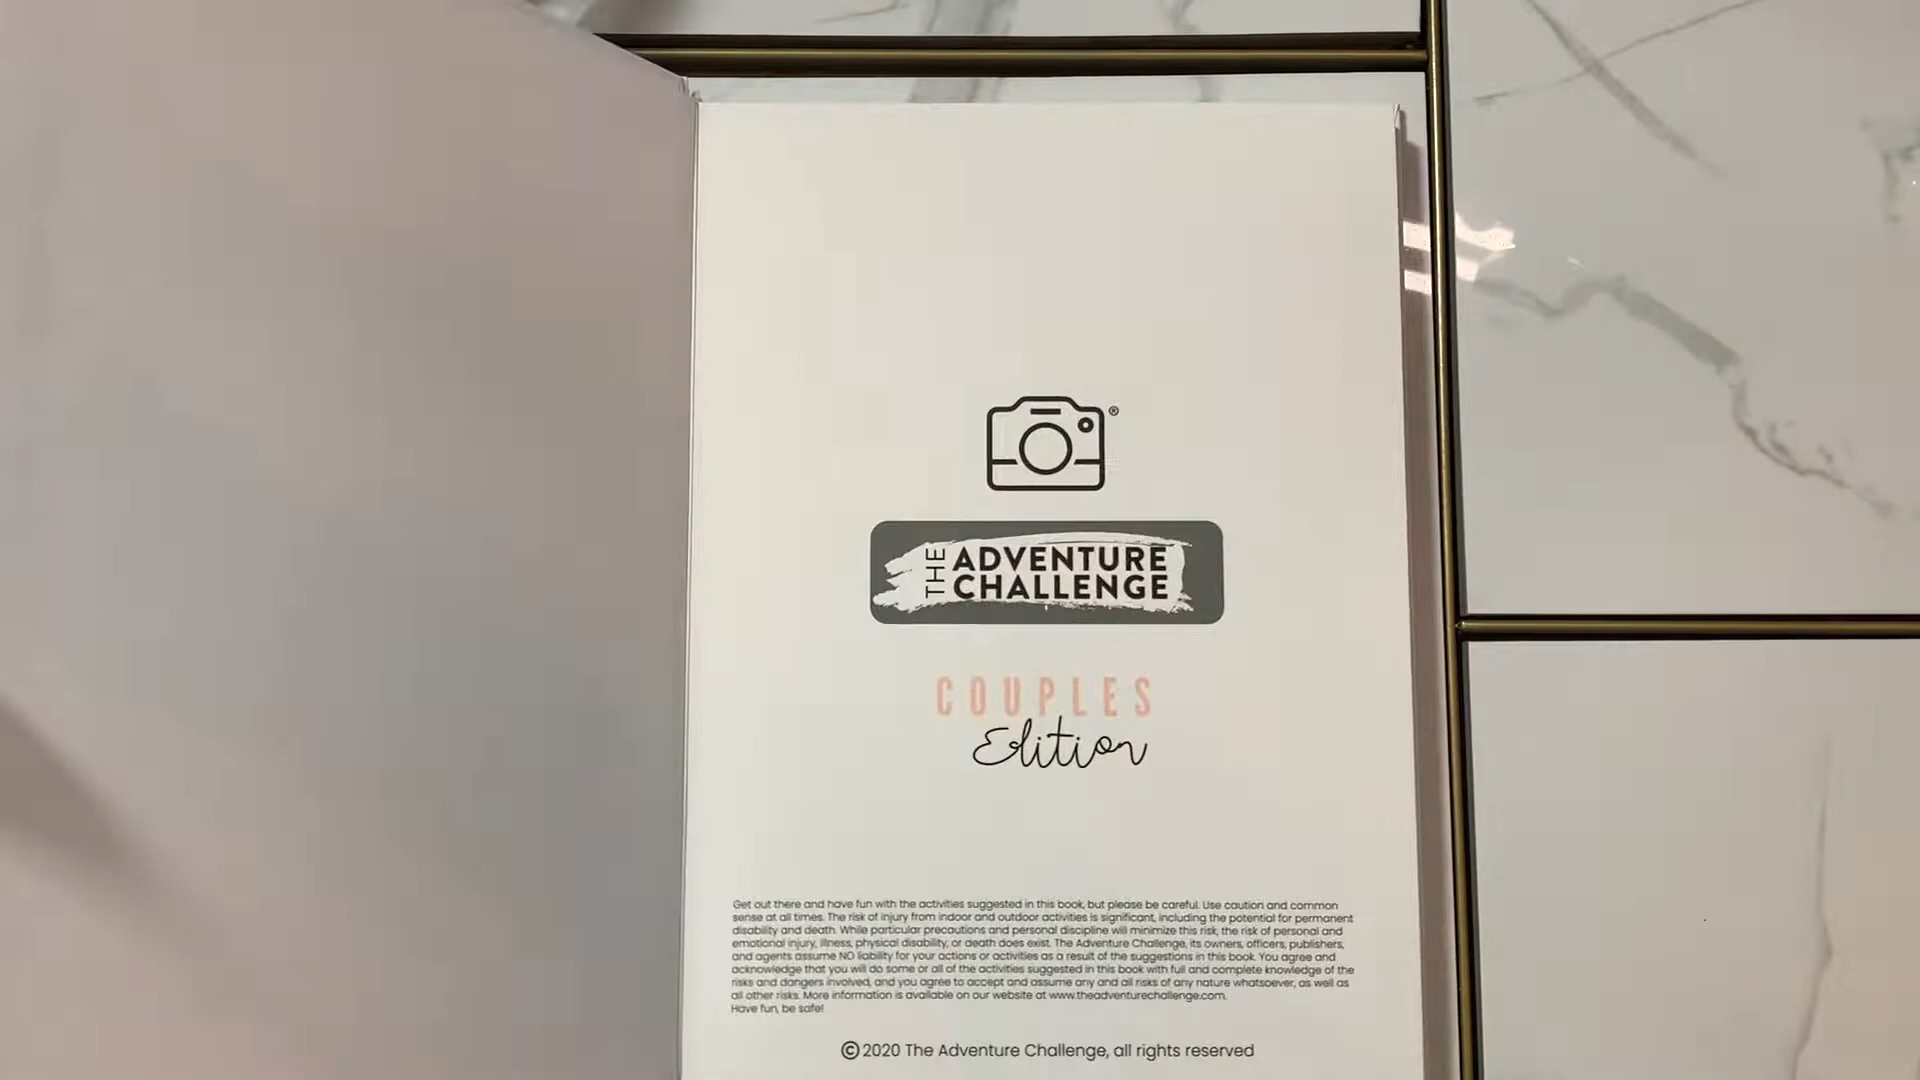 ®
THE ADVENTURE
CHALLENGE
COUPLES
Edition
Get out there and have fun with the activities suggested in this book, but please be careful. Use caution and common
sense at all times. The risk of injury from indoor and outdoor activities is significant, including the potential for permanent
disability and death. While particular precautions and personal discipline will minimize this risk, the risk of personal and
emotional injury, illness, physical disability, or death does exist. The Adventure Challenge, its owners, officers, publishers,
and agents assume NO liability for your actions or activities as a result of the suggestions in this book. You agree and
acknowledge that you will do some or all of the activities suggested in this book with full and complete knowledge of the
risks and dangers involved, and you agree to accept and assume any and all risks of any nature whatsoever, as well as
all other risks. More information is available on our website at www.theadventurechallenge.com.
Have fun, be safe!
© 2020 The Adventure Challenge, all rights reserved